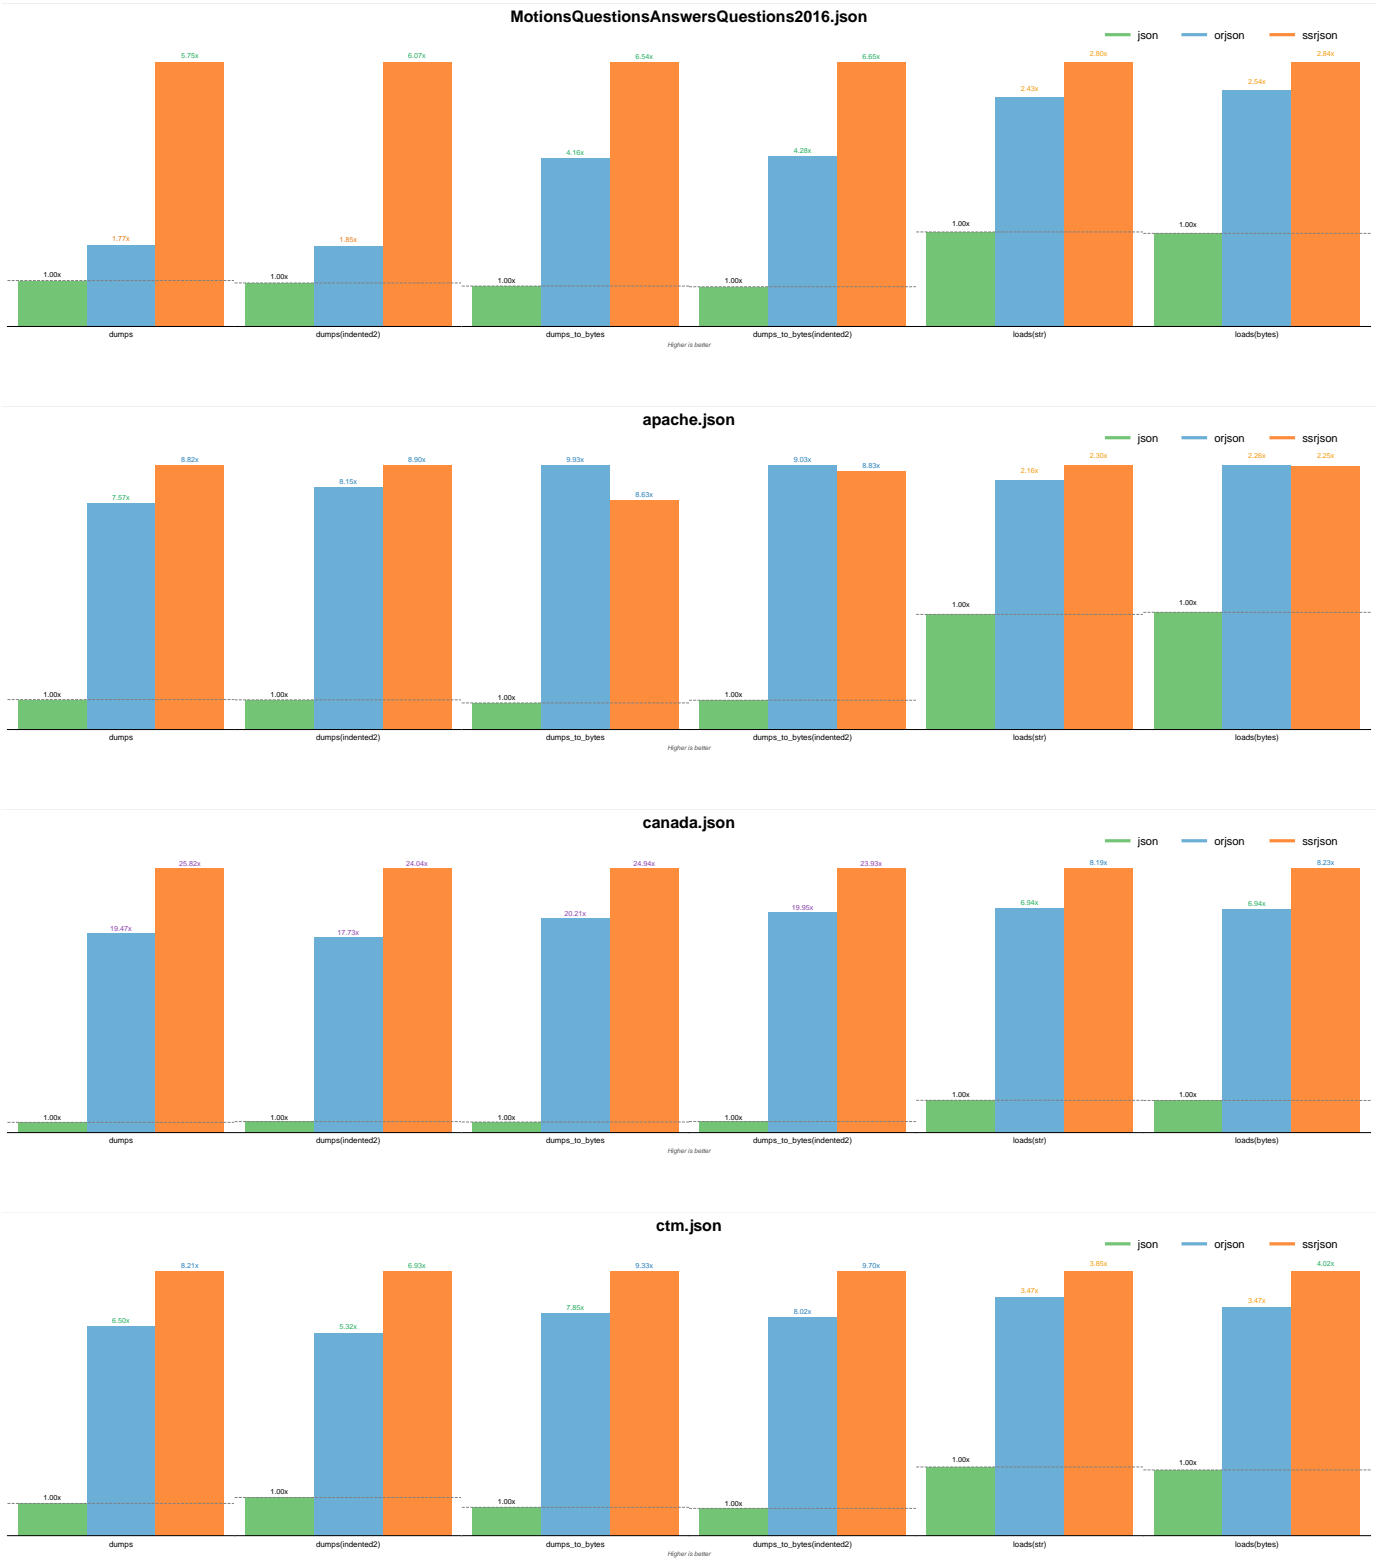 MotionsQuestionsAnswersQuestions2016.json
json orjson ssrjson
5.75x 6.07x 6.54x 6.65x 2.80x 2.84x
2.43x 2.54x
4.16x 4.28x
1.77x 1.85x
1.00x 1.00x 1.00x 1.00x 1.00x 1.00x
dumps dumps(indented2) dumps_to_bytes dumps_to_bytes(indented2) loads(str) loads(bytes)
Higher is better
apache.json
json orjson ssrjson
8.82x 8.90x 9.93x 9.03x 8.83x 2.30x 2.26x 2.25x
7.57x 8.15x 8.63x 2.16x
1.00x 1.00x 1.00x 1.00x 1.00x 1.00x
dumps dumps(indented2) dumps_to_bytes dumps_to_bytes(indented2) loads(str) loads(bytes)
Higher is better
canada.json
json orjson ssrjson
25.82x 24.04x 24.94x 23.93x 8.19x 8.23x
19.47x 17.73x 20.21x 19.95x 6.94x 6.94x
1.00x 1.00x 1.00x 1.00x 1.00x 1.00x
dumps dumps(indented2) dumps_to_bytes dumps_to_bytes(indented2) loads(str) loads(bytes)
Higher is better
ctm.json
json orjson ssrjson
8.21x 6.93x 9.33x 9.70x 3.85x 4.02x
6.50x 5.32x 7.85x 8.02x 3.47x 3.47x
1.00x 1.00x 1.00x 1.00x 1.00x 1.00x
dumps dumps(indented2) dumps_to_bytes dumps_to_bytes(indented2) loads(str) loads(bytes)
Higher is better